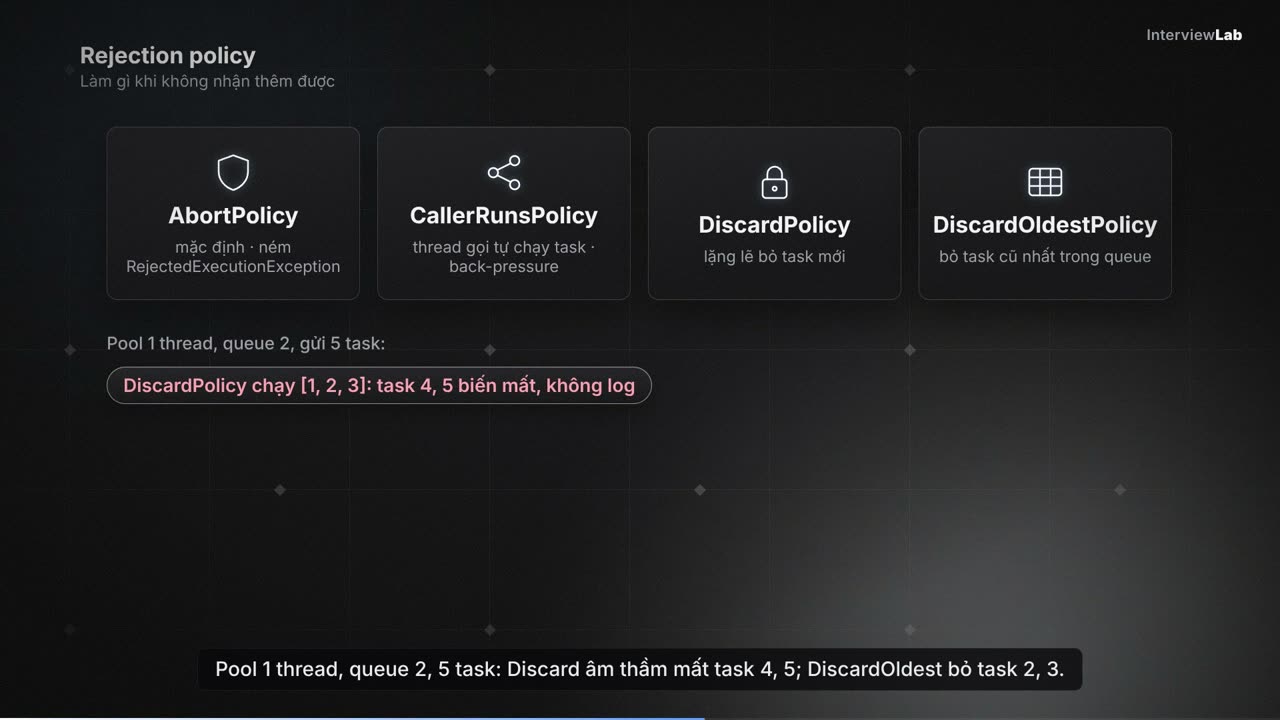 Rejection policy
InterviewLab
Làm gì khi không nhận thêm được
AbortPolicy
mặc định · ném
RejectedExecutionException
CallerRunsPolicy
thread gọi tự chạy task ·
back-pressure
DiscardPolicy
lặng lẽ bỏ task mới
DiscardOldestPolicy
bỏ task cũ nhất trong queue
Pool 1 thread, queue 2, gửi 5 task:
DiscardPolicy chạy [1, 2, 3]: task 4, 5 biến mất, không log
Pool 1 thread, queue 2, 5 task: Discard âm thầm mất task 4, 5; DiscardOldest bỏ task 2, 3.